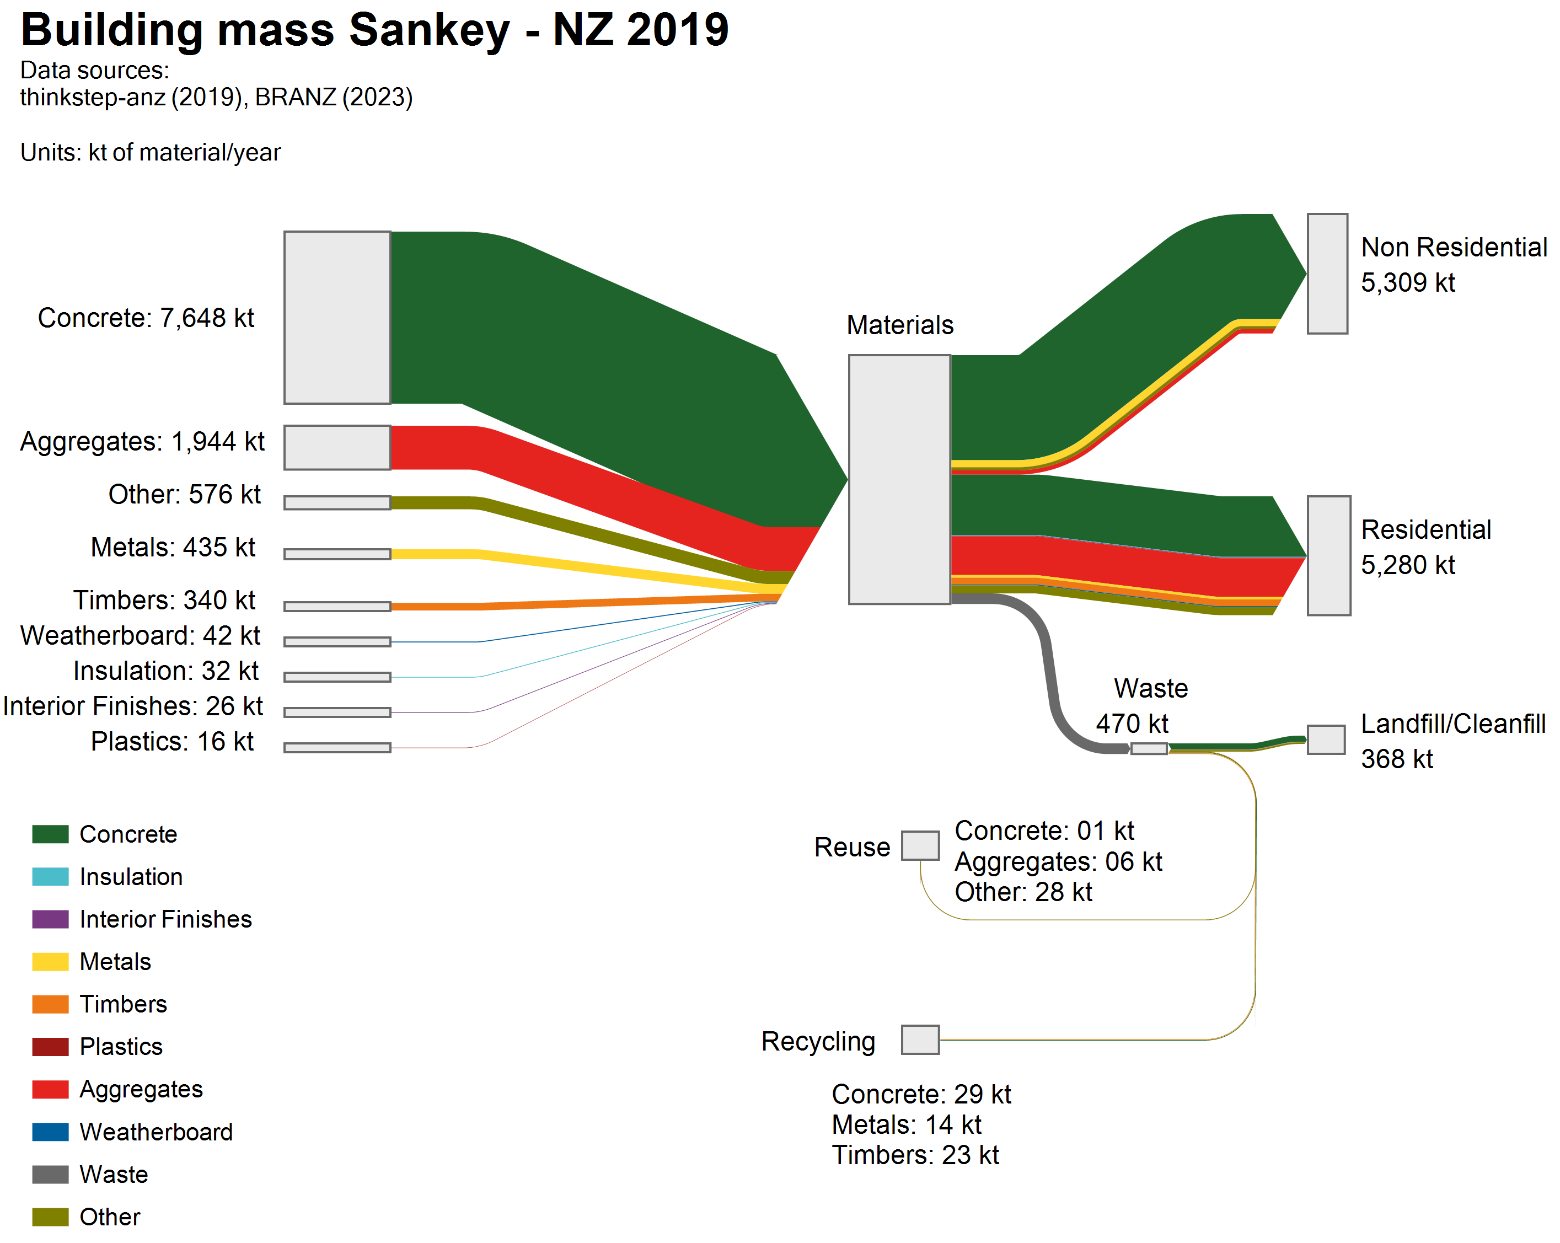 Building mass Sankey - NZ 2019
Data sources:
thinkstep-anz (2019), BRANZ (2023)
Units: kt of material/year
Concrete: 7,648 kt
Aggregates: 1,944 kt
Other: 576 kt
Metals: 435 kt
Timbers: 340 kt
Weatherboard: 42 kt
Insulation: 32 kt
Interior Finishes: 26 kt
Plastics: 16 kt
Materials
Non Residential
5,309 kt
Residential
5,280 kt
Waste
470 kt
Landfill/Cleanfill
368 kt
Reuse
Concrete: 01 kt
Aggregates: 06 kt
Other: 28 kt
Recycling
Concrete: 29 kt
Metals: 14 kt
Timbers: 23 kt
Concrete
Insulation
Interior Finishes
Metals
Timbers
Plastics
Aggregates
Weatherboard
Waste
Other